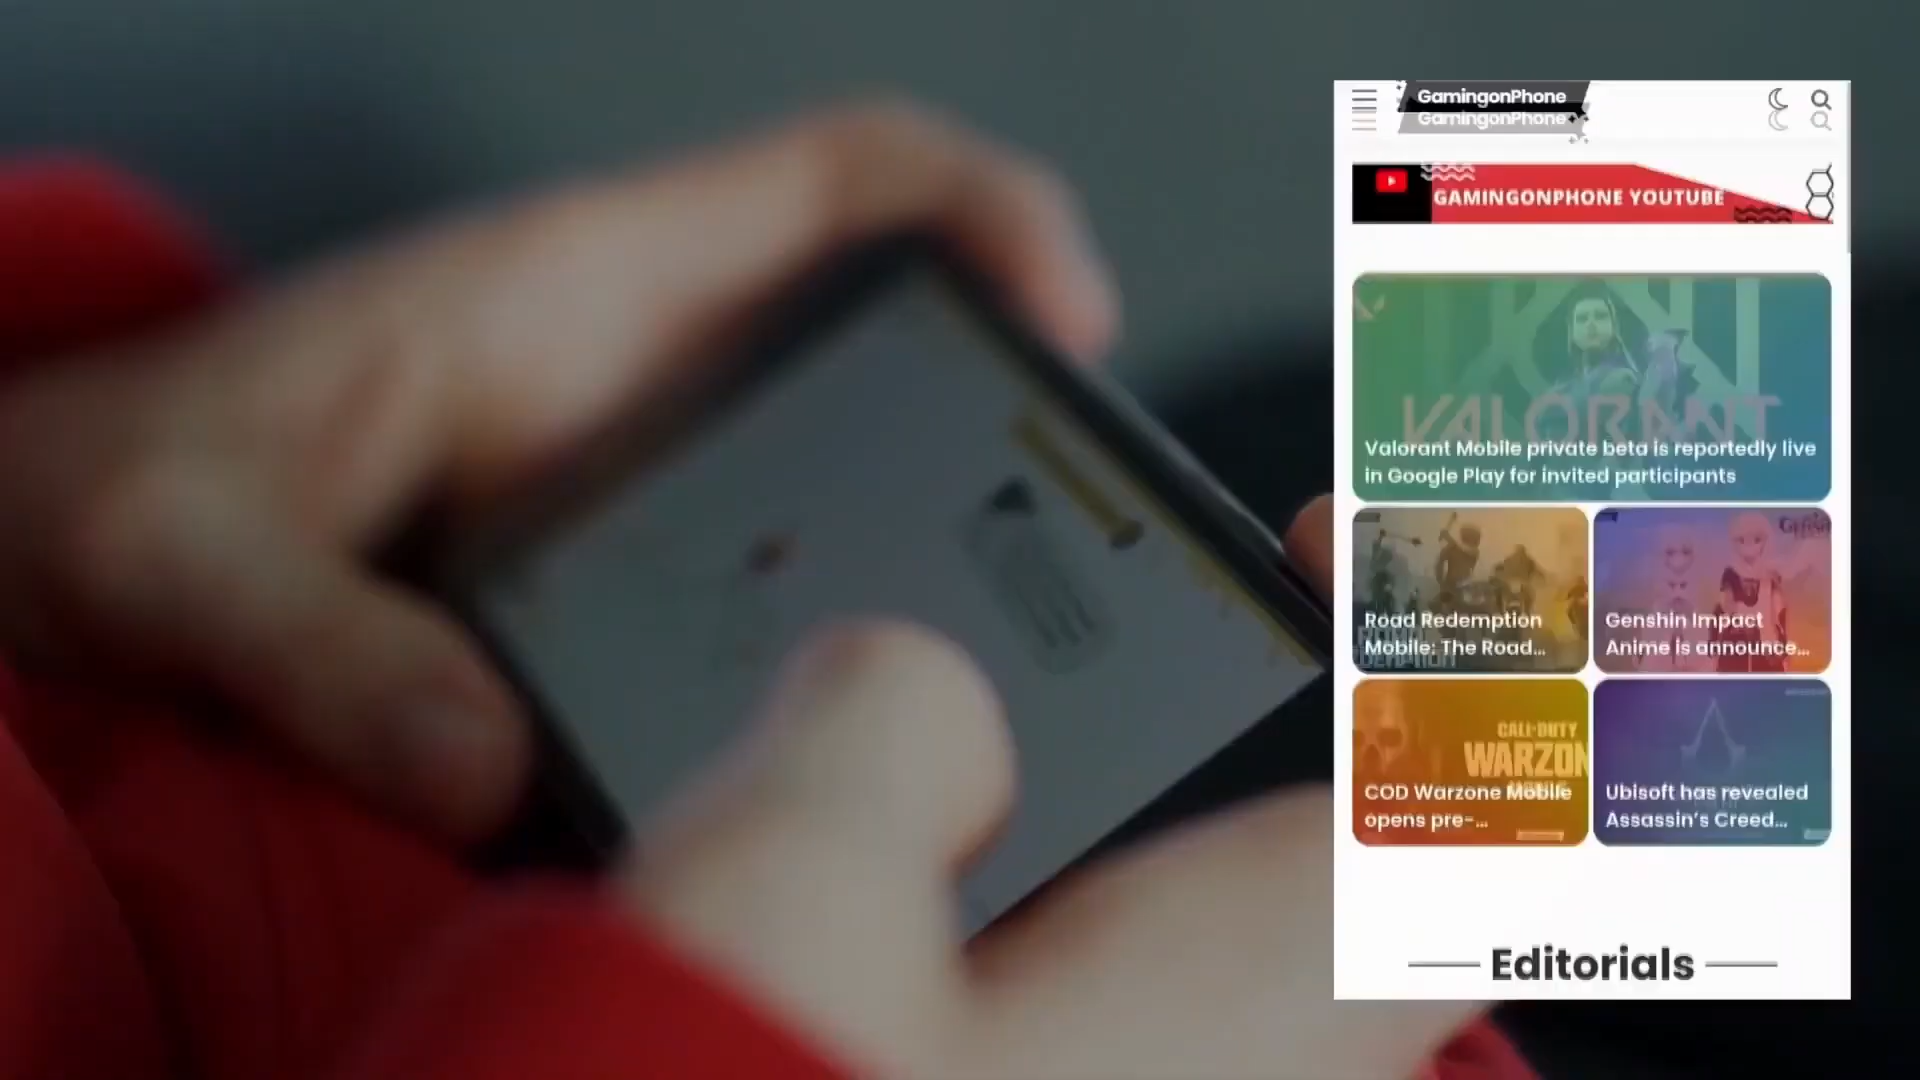 GamingonPhone
GamingonPhone
GAMINGONPHONE YOUTUBE
VALORANT
Valorant Mobile private beta is reportedly live
in Google Play for invited participants
Road Redemption
Mobile: The Road...
Genshin Impact
Anime is announce...
CALL·DUTY
WARZON
COD Warzone Mobile
opens pre-...
Ubisoft has revealed
Assassin's Creed...
Editorials